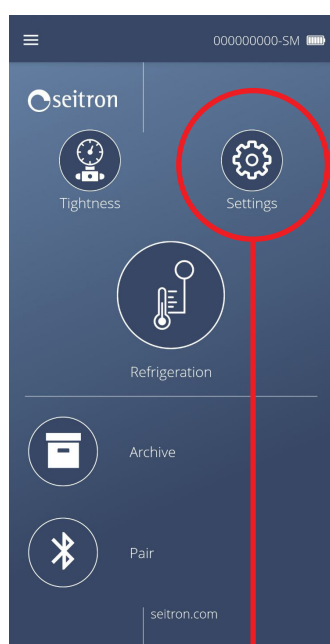 000000000-SM
seitron
Tightness
Settings
Refrigeration
Archive
Pair
seitron.com